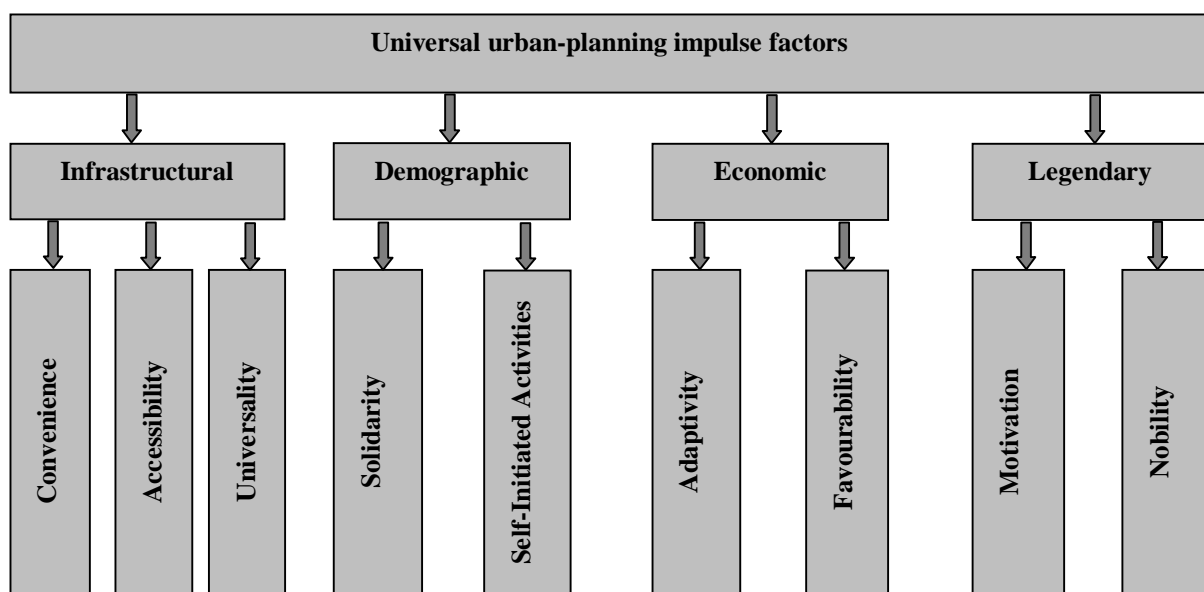 Universal urban-planning impulse factors
Infrastructural
Demographic
Economic
Legendary
Convenience
Accessibility
Universality
Solidarity
Self-Initiated Activities
Adaptivity
Favourability
Motivation
Nobility